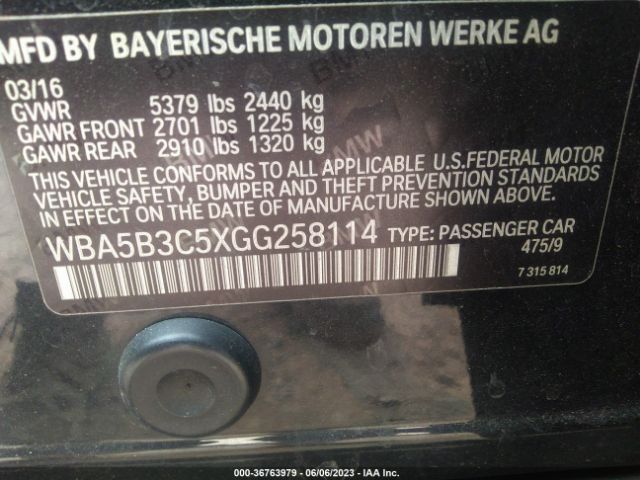 MFD BY BAYERISCHE MOTOREN WERKE AG
03/16
GVWR 5379 lbs 2440 kg
GAWR FRONT 2701 lbs 1225 kg
GAWR REAR 2910 lbs 1320 kg
THIS VEHICLE CONFORMS TO ALL APPLICABLE U.S.FEDERAL MOTOR
VEHICLE SAFETY, BUMPER AND THEFT PREVENTION STANDARDS
IN EFFECT ON THE DATE OF MANUFACTURE SHOWN ABOVE.
WBA5B3C5XGG258114 TYPE: PASSENGER CAR
475/9
7 315 814
000-36763979 - 06/06/2023 - IAA Inc.